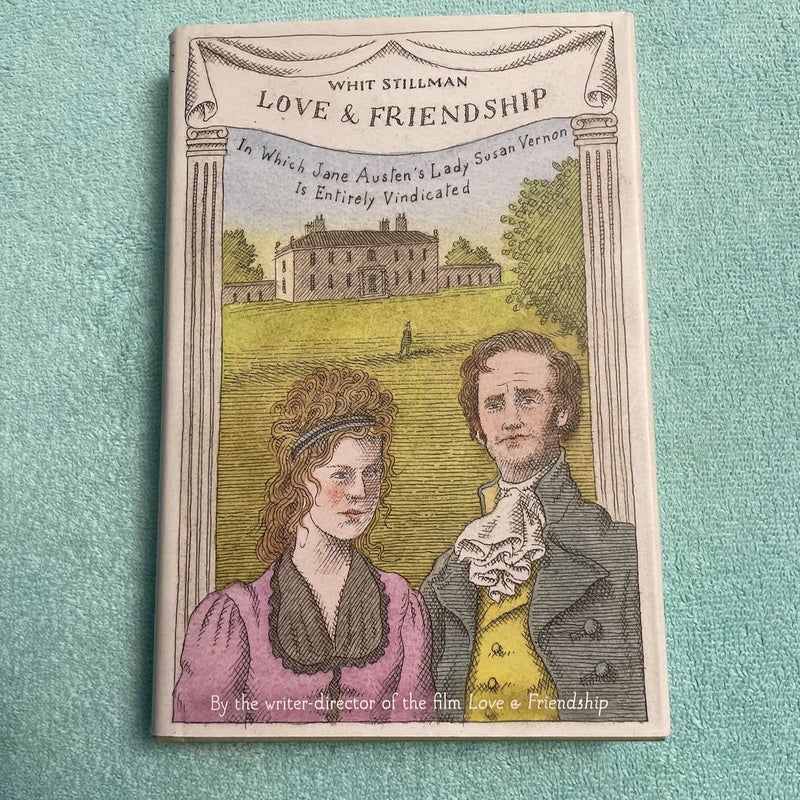 WHIT STILLMAN
LOVE & FRIENDSHIP
In Which Jane Austen's Lady Susan Vernon
Is Entirely Vindicated
By the writer-director of the film Love & Friendship